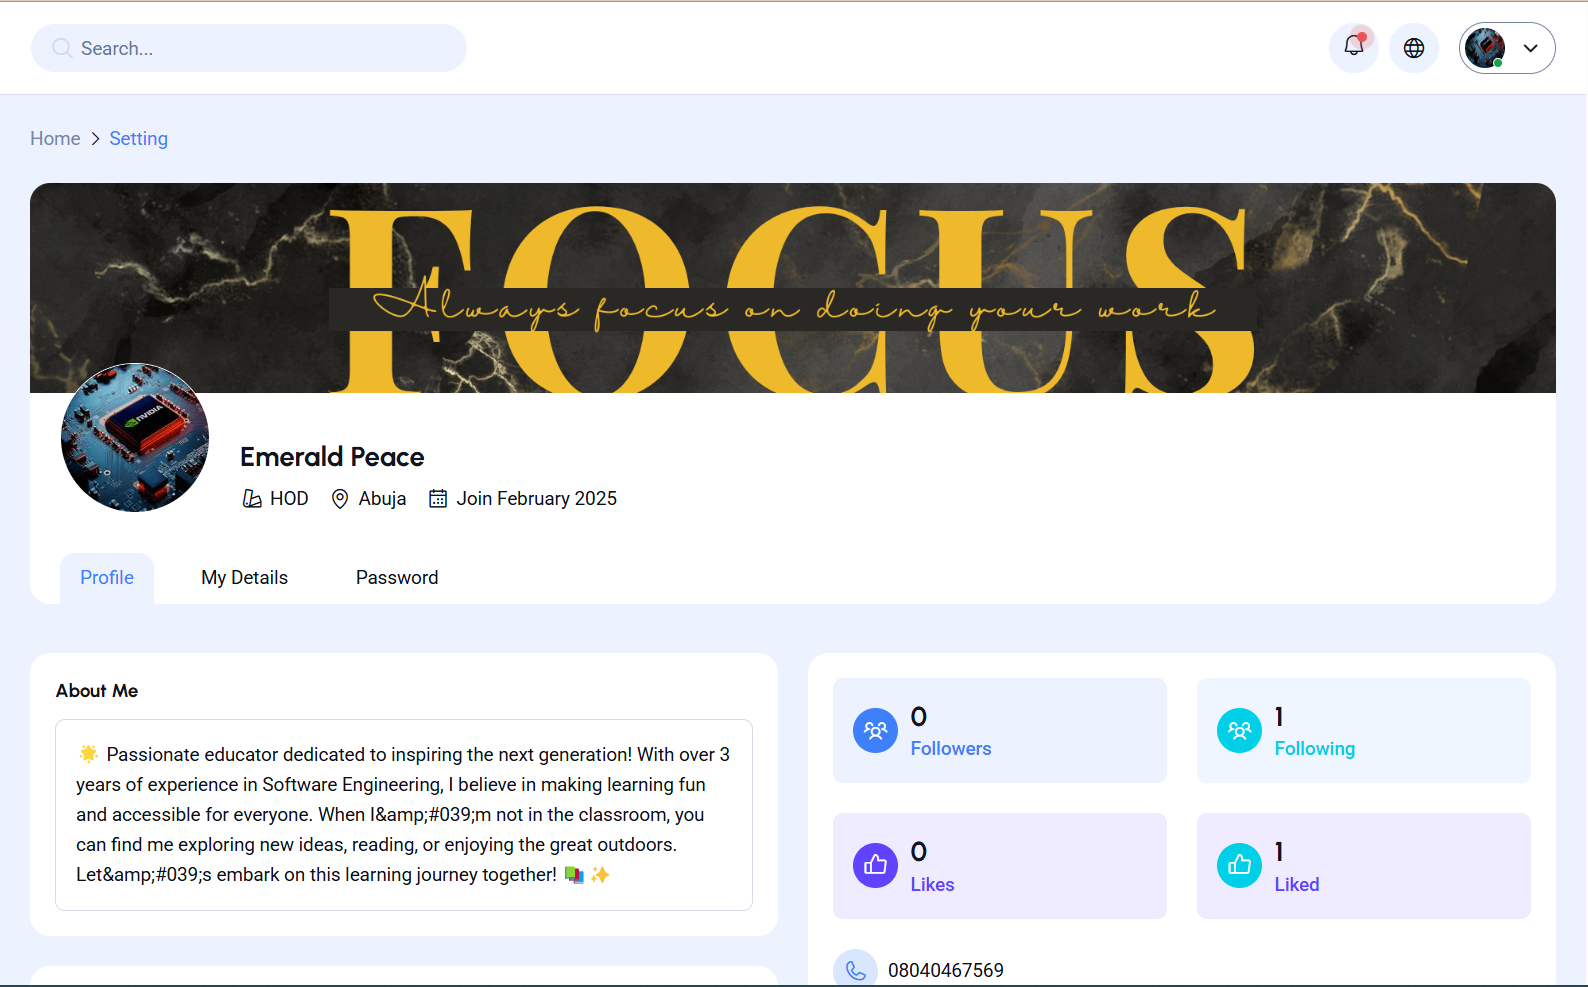 Search...
Home > Setting
FOCUS
Always focus on doing your work
NVIDIA
Emerald Peace
HOD Abuja Join February 2025
Profile My Details Password
About Me
🌟 Passionate educator dedicated to inspiring the next generation! With over 3
years of experience in Software Engineering, I believe in making learning fun
and accessible for everyone. When I&amp;#039;m not in the classroom, you
can find me exploring new ideas, reading, or enjoying the great outdoors.
Let&amp;#039;s embark on this learning journey together! 📚 ✨
0
Followers
1
Following
0
Likes
1
Liked
08040467569